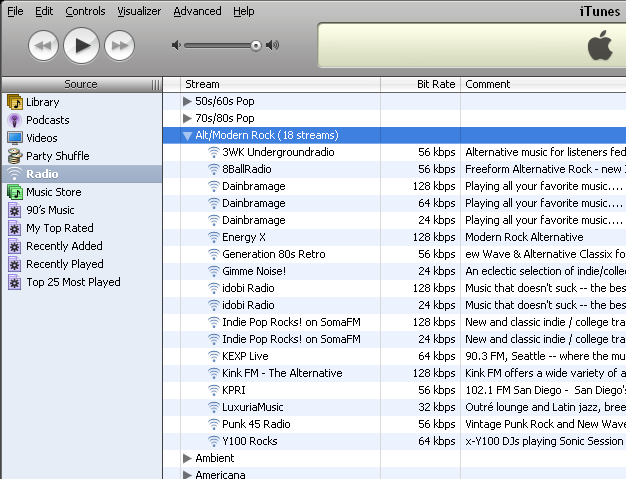 File Edit Controls Visualizer Advanced Help iTunes
Source Stream Bit Rate Comment
Library
Podcasts
Videos
Party Shuffle
Radio
Music Store
90's Music
My Top Rated
Recently Added
Recently Played
Top 25 Most Played
50s/60s Pop
70s/80s Pop
Alt/Modern Rock (18 streams)
3WK Undergroundradio 56 kbps Alternative music for listeners fed
8BallRadio 56 kbps Freeform Alternative Rock - new
Dainbramage 128 kbps Playing all your favorite music....
Dainbramage 64 kbps Playing all your favorite music....
Dainbramage 24 kbps Playing all your favorite music....
Energy X 128 kbps Modern Rock Alternative
Generation 80s Retro 56 kbps ew Wave & Alternative Classix fo
Gimme Noise! 24 kbps An eclectic selection of indie/colle
idobi Radio 128 kbps Music that doesn't suck -- the bes
idobi Radio 24 kbps Music that doesn't suck -- the bes
Indie Pop Rocks! on SomaFM 128 kbps New and classic indie / college tra
Indie Pop Rocks! on SomaFM 24 kbps New and classic indie / college tra
KEXP Live 64 kbps 90.3 FM, Seattle -- where the mu
Kink FM - The Alternative 128 kbps Kink FM offers a wide variety of a
KPRI 56 kbps 102.1 FM San Diego - San Diego's
LuxuriaMusic 32 kbps Outré lounge and Latin jazz, bree
Punk 45 Radio 56 kbps Vintage Punk Rock and New Wave
Y100 Rocks 64 kbps x-Y100 DJs playing Sonic Session
Ambient
Americana